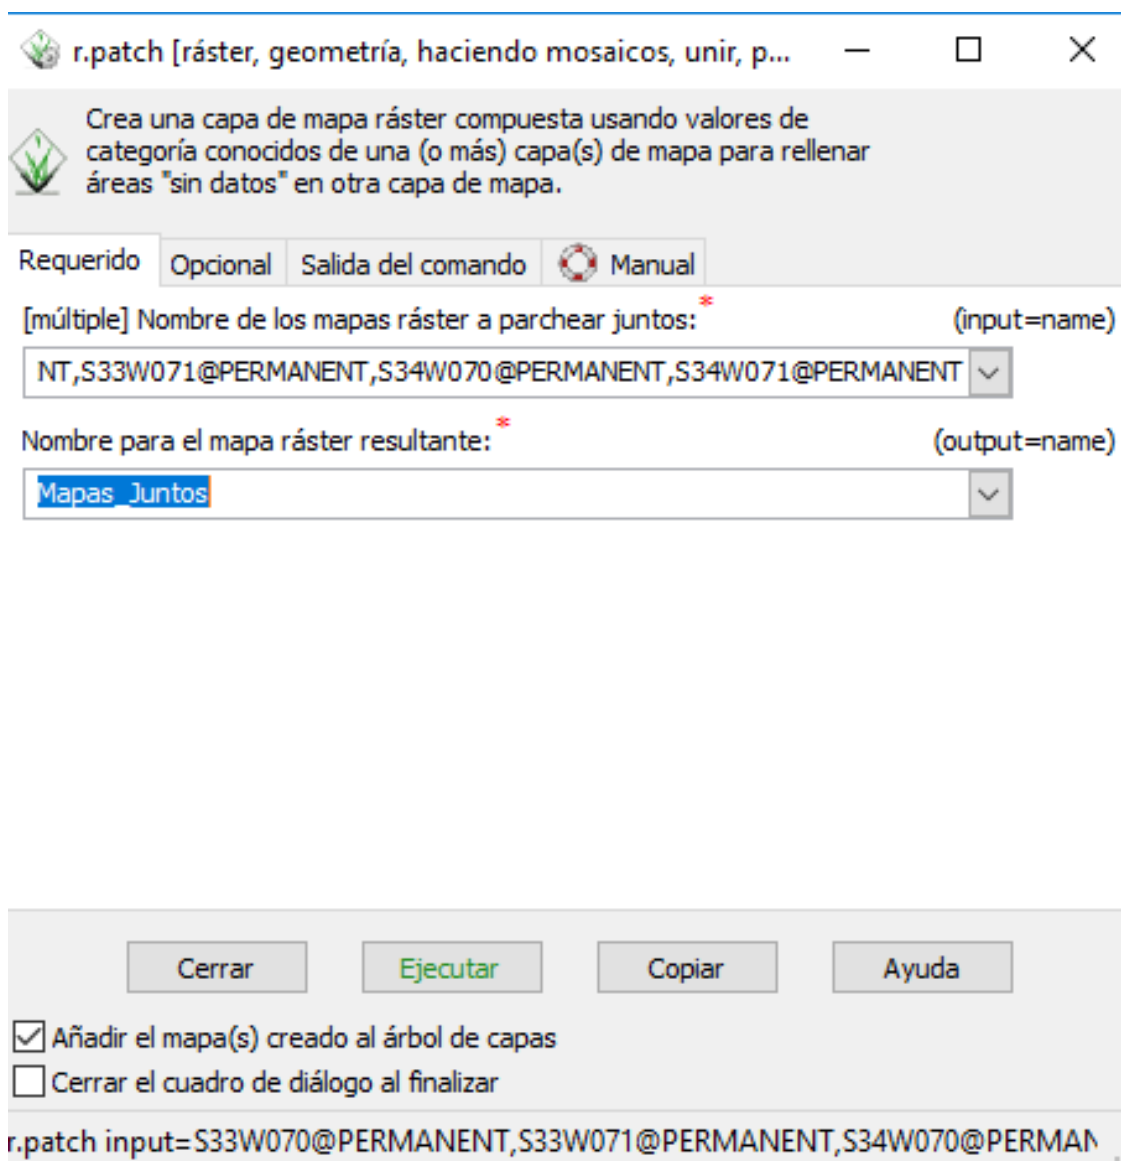 r.patch [ráster, geometría, haciendo mosaicos, unir, p...
Crea una capa de mapa ráster compuesta usando valores de
categoría conocidos de una (o más) capa(s) de mapa para rellenar
áreas "sin datos" en otra capa de mapa.
Requerido Opcional Salida del comando Manual
[múltiple] Nombre de los mapas ráster a parchear juntos:* (input=name)
NT,S33W071@PERMANENT,S34W070@PERMANENT,S34W071@PERMANENT
Nombre para el mapa ráster resultante:* (output=name)
Mapas_Juntos
Cerrar Ejecutar Copiar Ayuda
Añadir el mapa(s) creado al árbol de capas
Cerrar el cuadro de diálogo al finalizar
r.patch input=S33W070@PERMANENT,S33W071@PERMANENT,S34W070@PERMAN